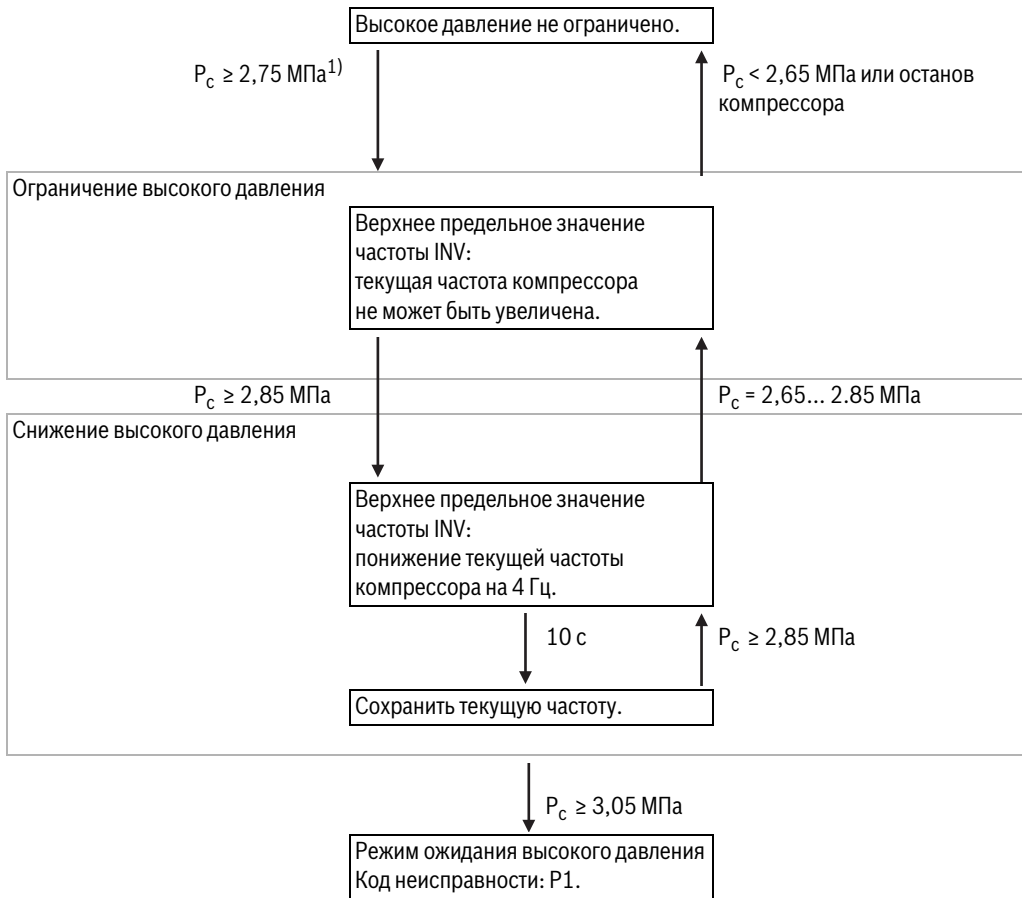 Высокое давление не ограничено.
P_c ≥ 2,75 МПа1)
P_c < 2,65 МПа или останов
компрессора
Ограничение высокого давления
Верхнее предельное значение
частоты INV:
текущая частота компрессора
не может быть увеличена.
P_c ≥ 2,85 МПа
P_c = 2,65... 2.85 МПа
Снижение высокого давления
Верхнее предельное значение
частоты INV:
понижение текущей частоты
компрессора на 4 Гц.
10 с
P_c ≥ 2,85 МПа
Сохранить текущую частоту.
P_c ≥ 3,05 МПа
Режим ожидания высокого давления
Код неисправности: P1.